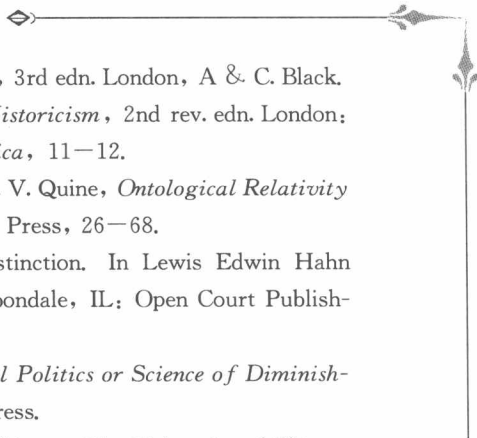 , 3rd edn. London, A & C. Black.
istoricism, 2nd rev. edn. London:
ica, 11—12.
V. Quine, Ontological Relativity
Press, 26—68.
stinction. In Lewis Edwin Hahn
bondale, IL: Open Court Publish-
l Politics or Science of Diminish-
ress.